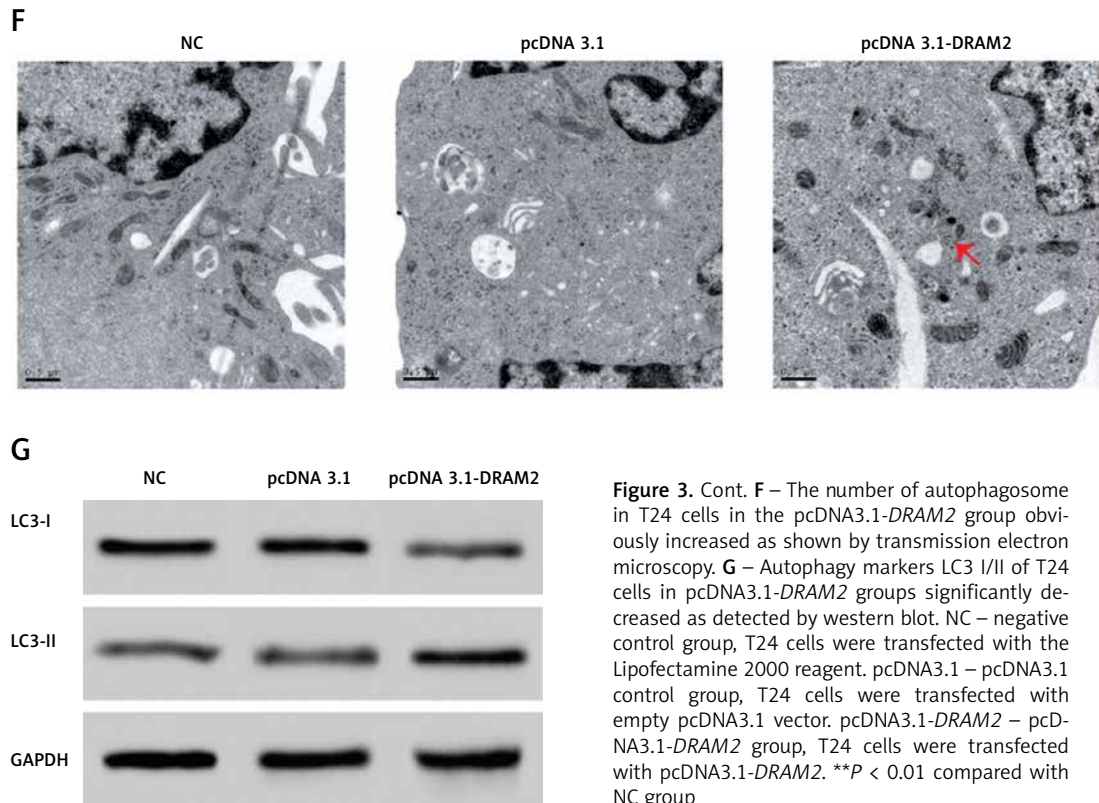 F
NC pcDNA 3.1 pcDNA 3.1-DRAM2
G
NC pcDNA 3.1 pcDNA 3.1-DRAM2
LC3-I
LC3-II
GAPDH
Figure 3. Cont. F – The number of autophagosome
in T24 cells in the pcDNA3.1-DRAM2 group obvi-
ously increased as shown by transmission electron
microscopy. G – Autophagy markers LC3 I/II of T24
cells in pcDNA3.1-DRAM2 groups significantly de-
creased as detected by western blot. NC – negative
control group, T24 cells were transfected with the
Lipofectamine 2000 reagent. pcDNA3.1 – pcDNA3.1
control group, T24 cells were transfected with
empty pcDNA3.1 vector. pcDNA3.1-DRAM2 – pcD-
NA3.1-DRAM2 group, T24 cells were transfected
with pcDNA3.1-DRAM2. **P < 0.01 compared with
NC group